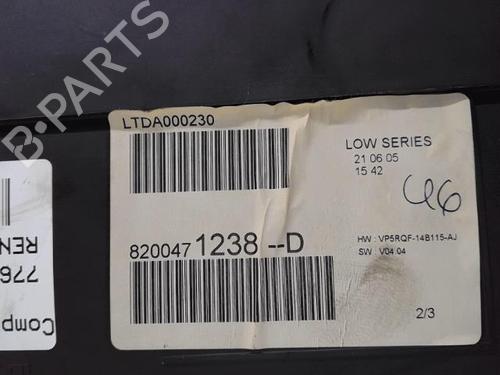 B-PARTS
LTDA000230
LOW SERIES
21 06 05
15 42
46
8200471238--D
HW : VP5RQF-14B115-AJ
SW : V04.04
2/3
776
REN
Comp